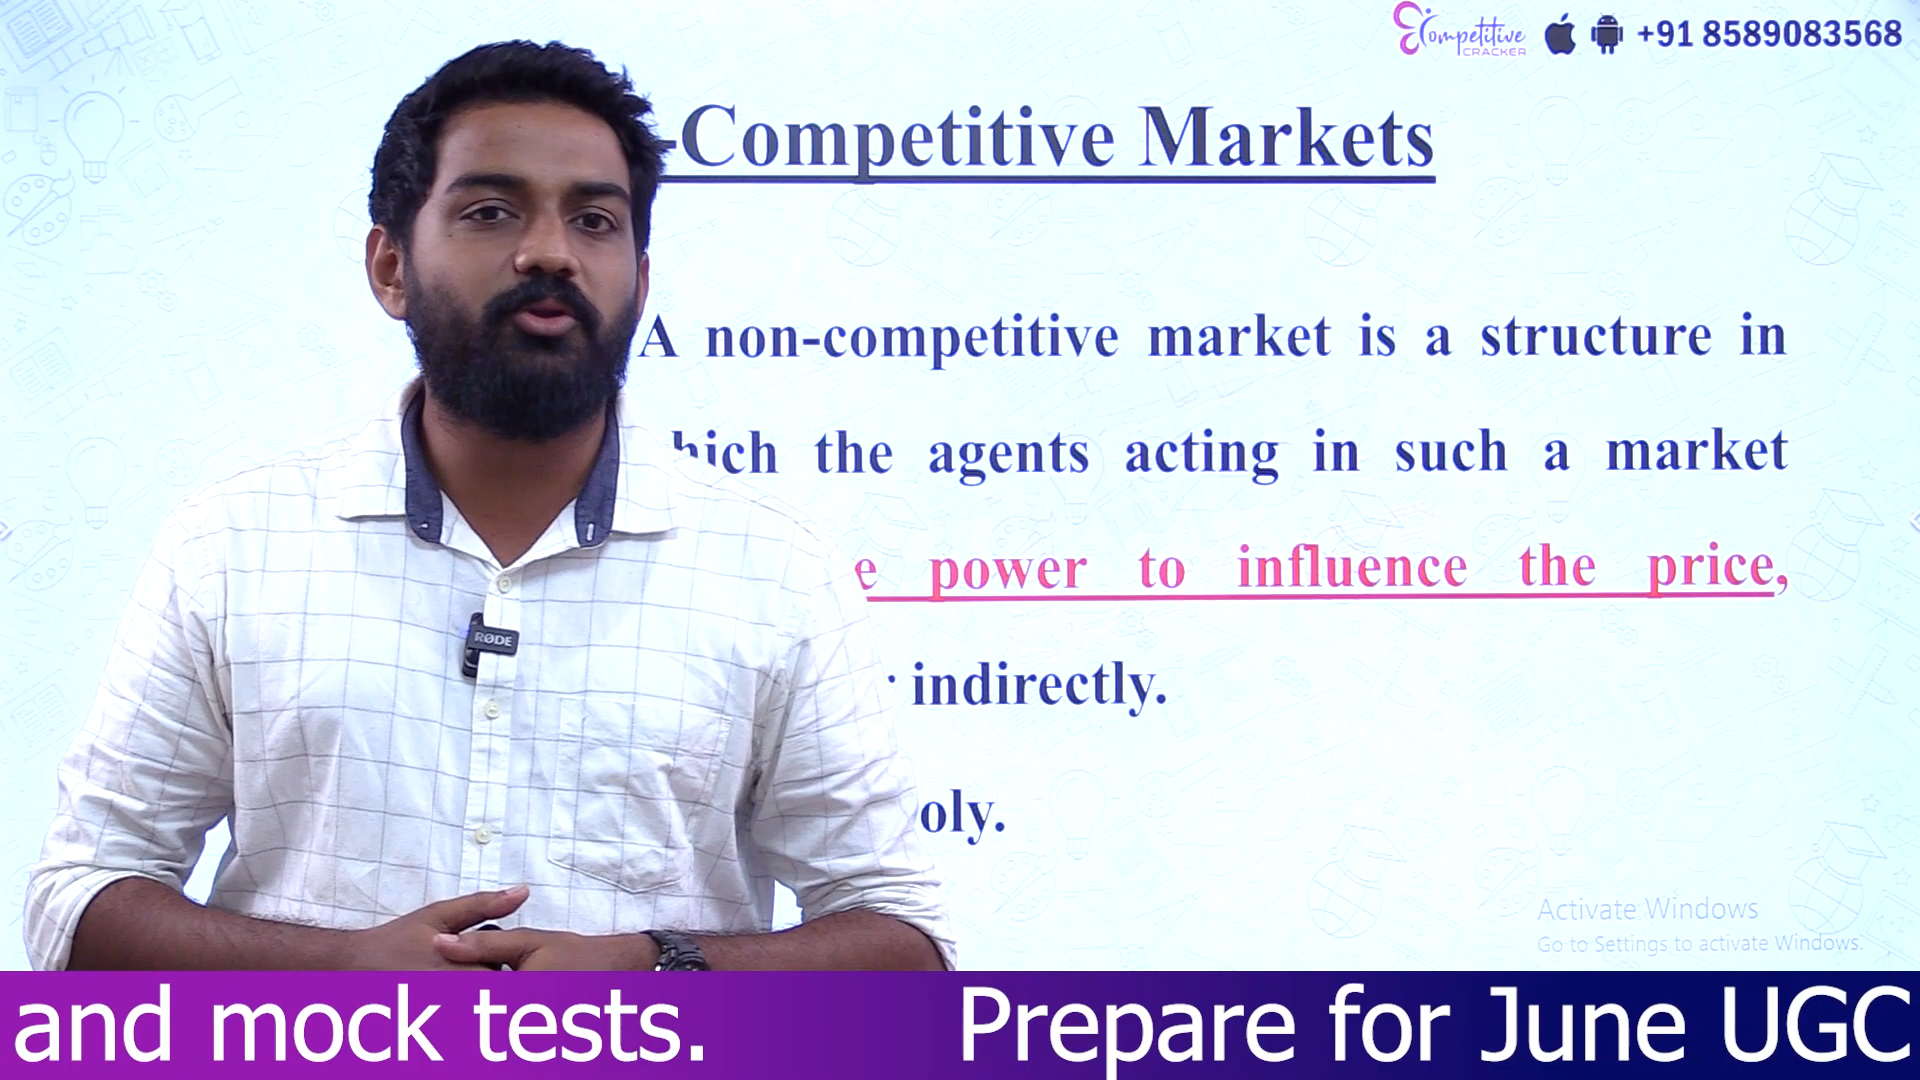 Competitive
CRACKER
+91 8589083568
-Competitive Markets
A non-competitive market is a structure in
hich the agents acting in such a market
e power to influence the price,
indirectly.
oly.
RØDE
Activate Windows
Go to Settings to activate Windows.
and mock tests. Prepare for June UGC